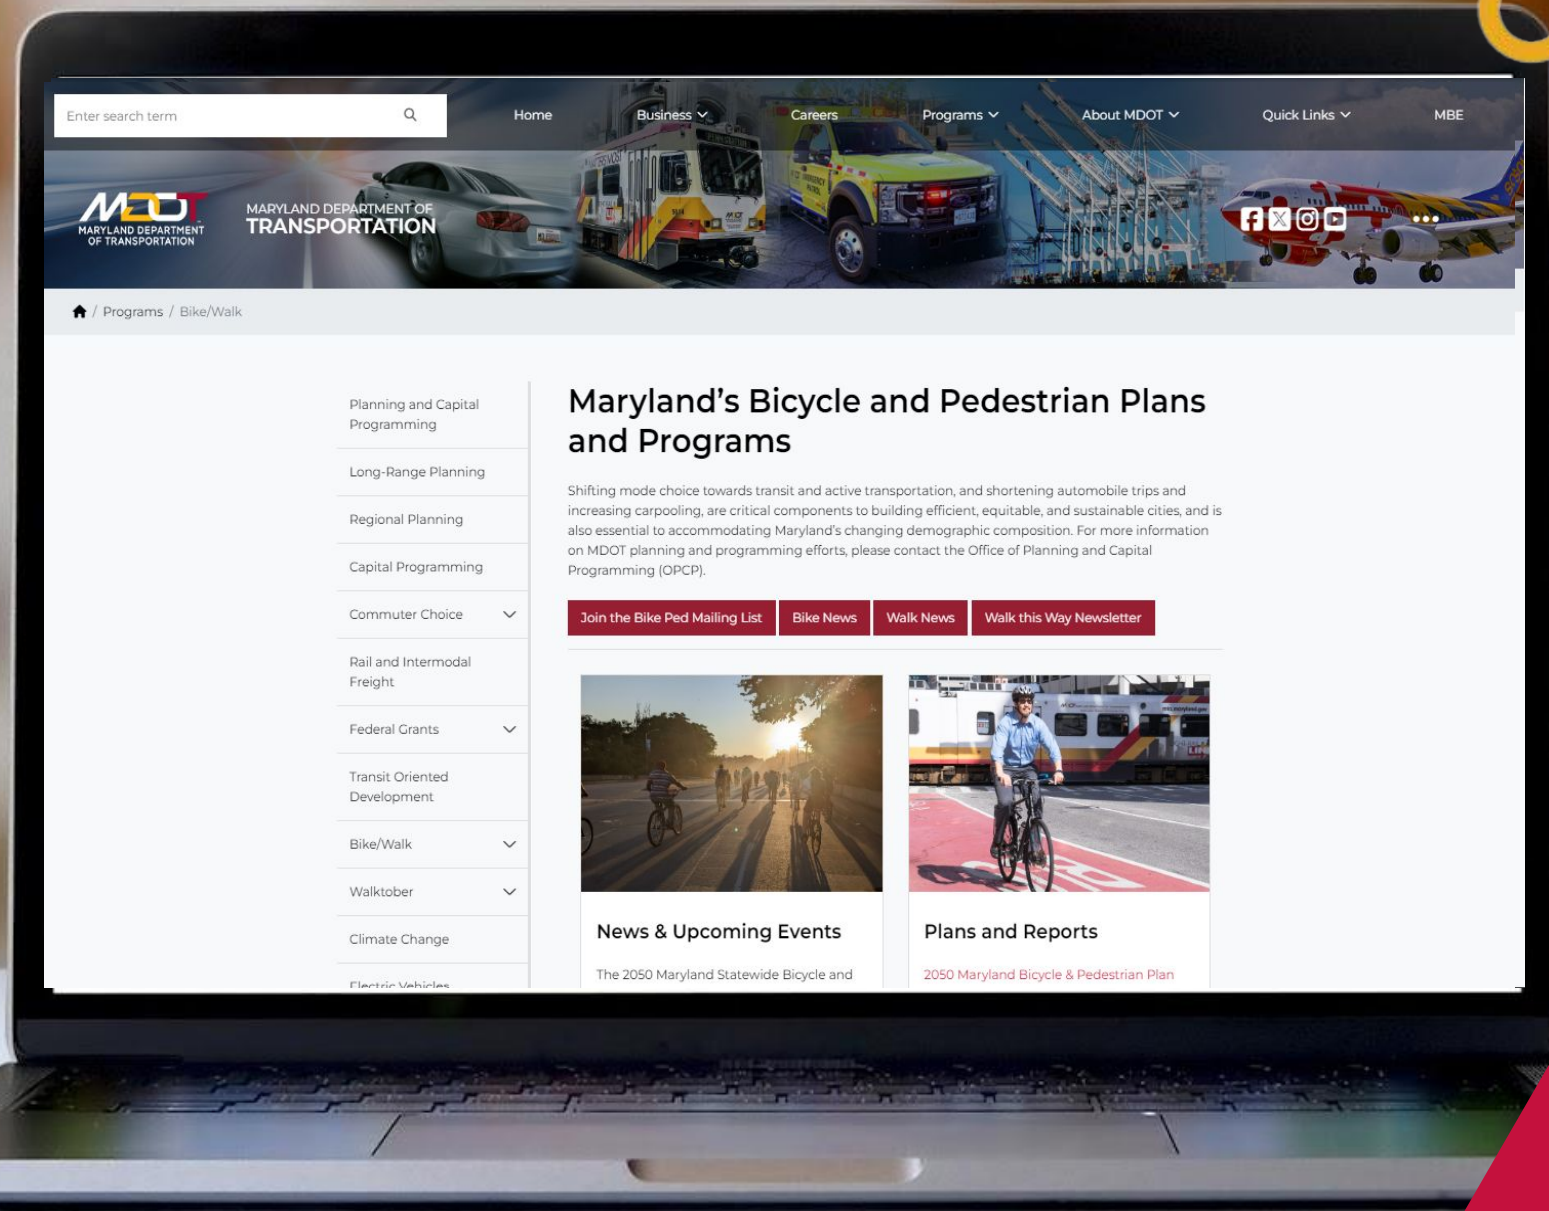 Enter search term
Home
Business
Careers
Programs
About MDOT
Quick Links
MBE
MDOT
MARYLAND DEPARTMENT
OF TRANSPORTATION
MARYLAND DEPARTMENT OF
TRANSPORTATION
/ Programs / Bike/Walk
Planning and Capital
Programming
Long-Range Planning
Regional Planning
Capital Programming
Commuter Choice
Rail and Intermodal
Freight
Federal Grants
Transit Oriented
Development
Bike/Walk
Walktober
Climate Change
Electric Vehicles
Maryland's Bicycle and Pedestrian Plans
and Programs
Shifting mode choice towards transit and active transportation, and shortening automobile trips and
increasing carpooling, are critical components to building efficient, equitable, and sustainable cities, and is
also essential to accommodating Maryland's changing demographic composition. For more information
on MDOT planning and programming efforts, please contact the Office of Planning and Capital
Programming (OPCP).
Join the Bike Ped Mailing List
Bike News
Walk News
Walk this Way Newsletter
News & Upcoming Events
The 2050 Maryland Statewide Bicycle and
Plans and Reports
2050 Maryland Bicycle & Pedestrian Plan